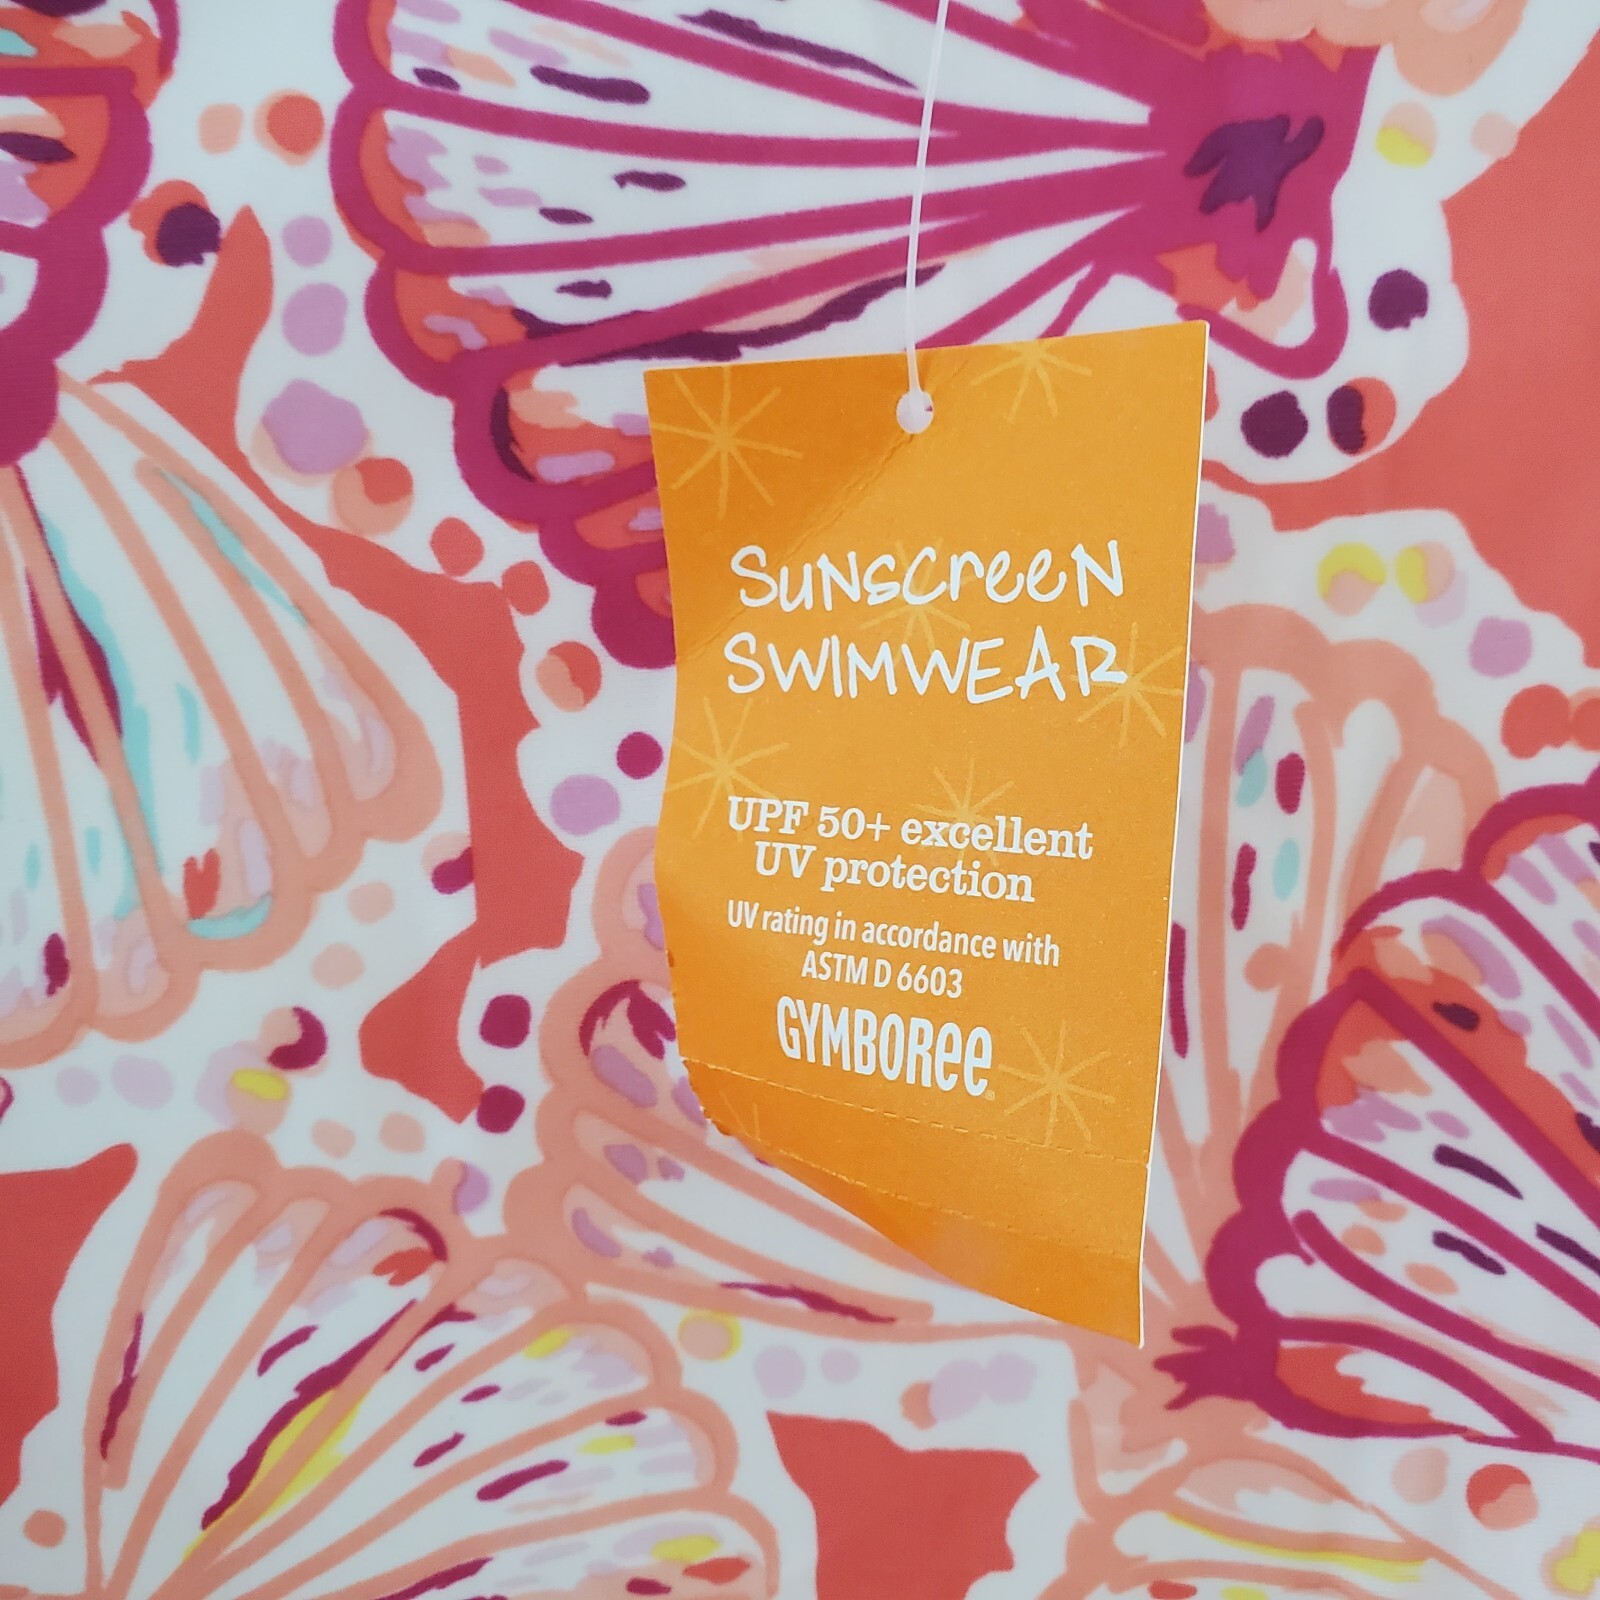 SUNSCREEN
SWIMWEAR
UPF 50+ excellent
UV protection
UV rating in accordance with
ASTM D 6603
GYMBOREE